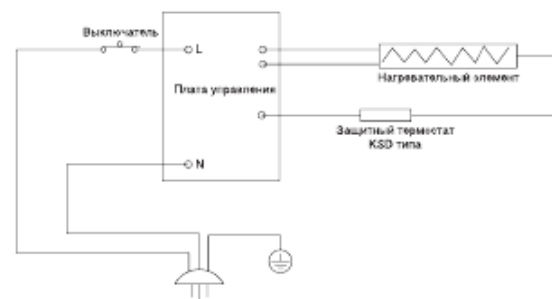 Выключатель
L
Плата управления
Нагревательный элемент
Защитный термостат
KSD типа
N